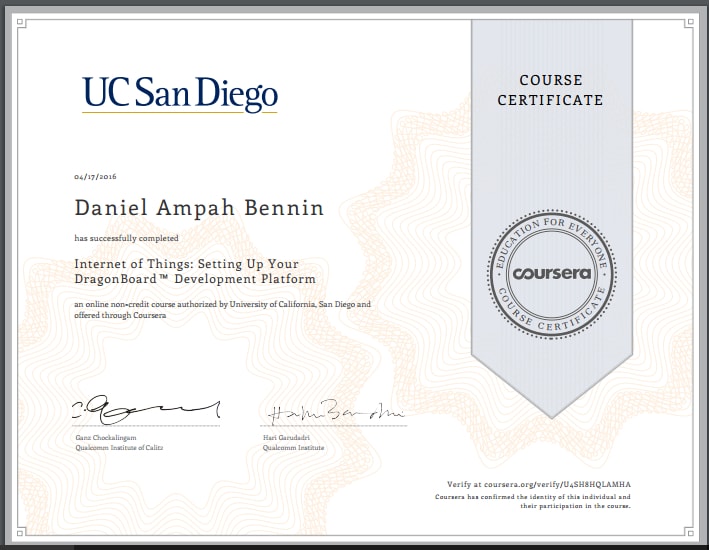 UC San Diego
COURSE
CERTIFICATE
04/17/2016
Daniel Ampah Bennin
has successfully completed
Internet of Things: Setting Up Your
DragonBoard™ Development Platform
an online non-credit course authorized by University of California, San Diego and
offered through Coursera
EDUCATION FOR EVERYONE
coursera
COURSE CERTIFICATE
Ganz Chockalingam
Qualcomm Institute of Calit2
Hari Garudadri
Qualcomm Institute
Verify at coursera.org/verify/U4SH8HQLAMHA
Coursera has confirmed the identity of this individual and
their participation in the course.